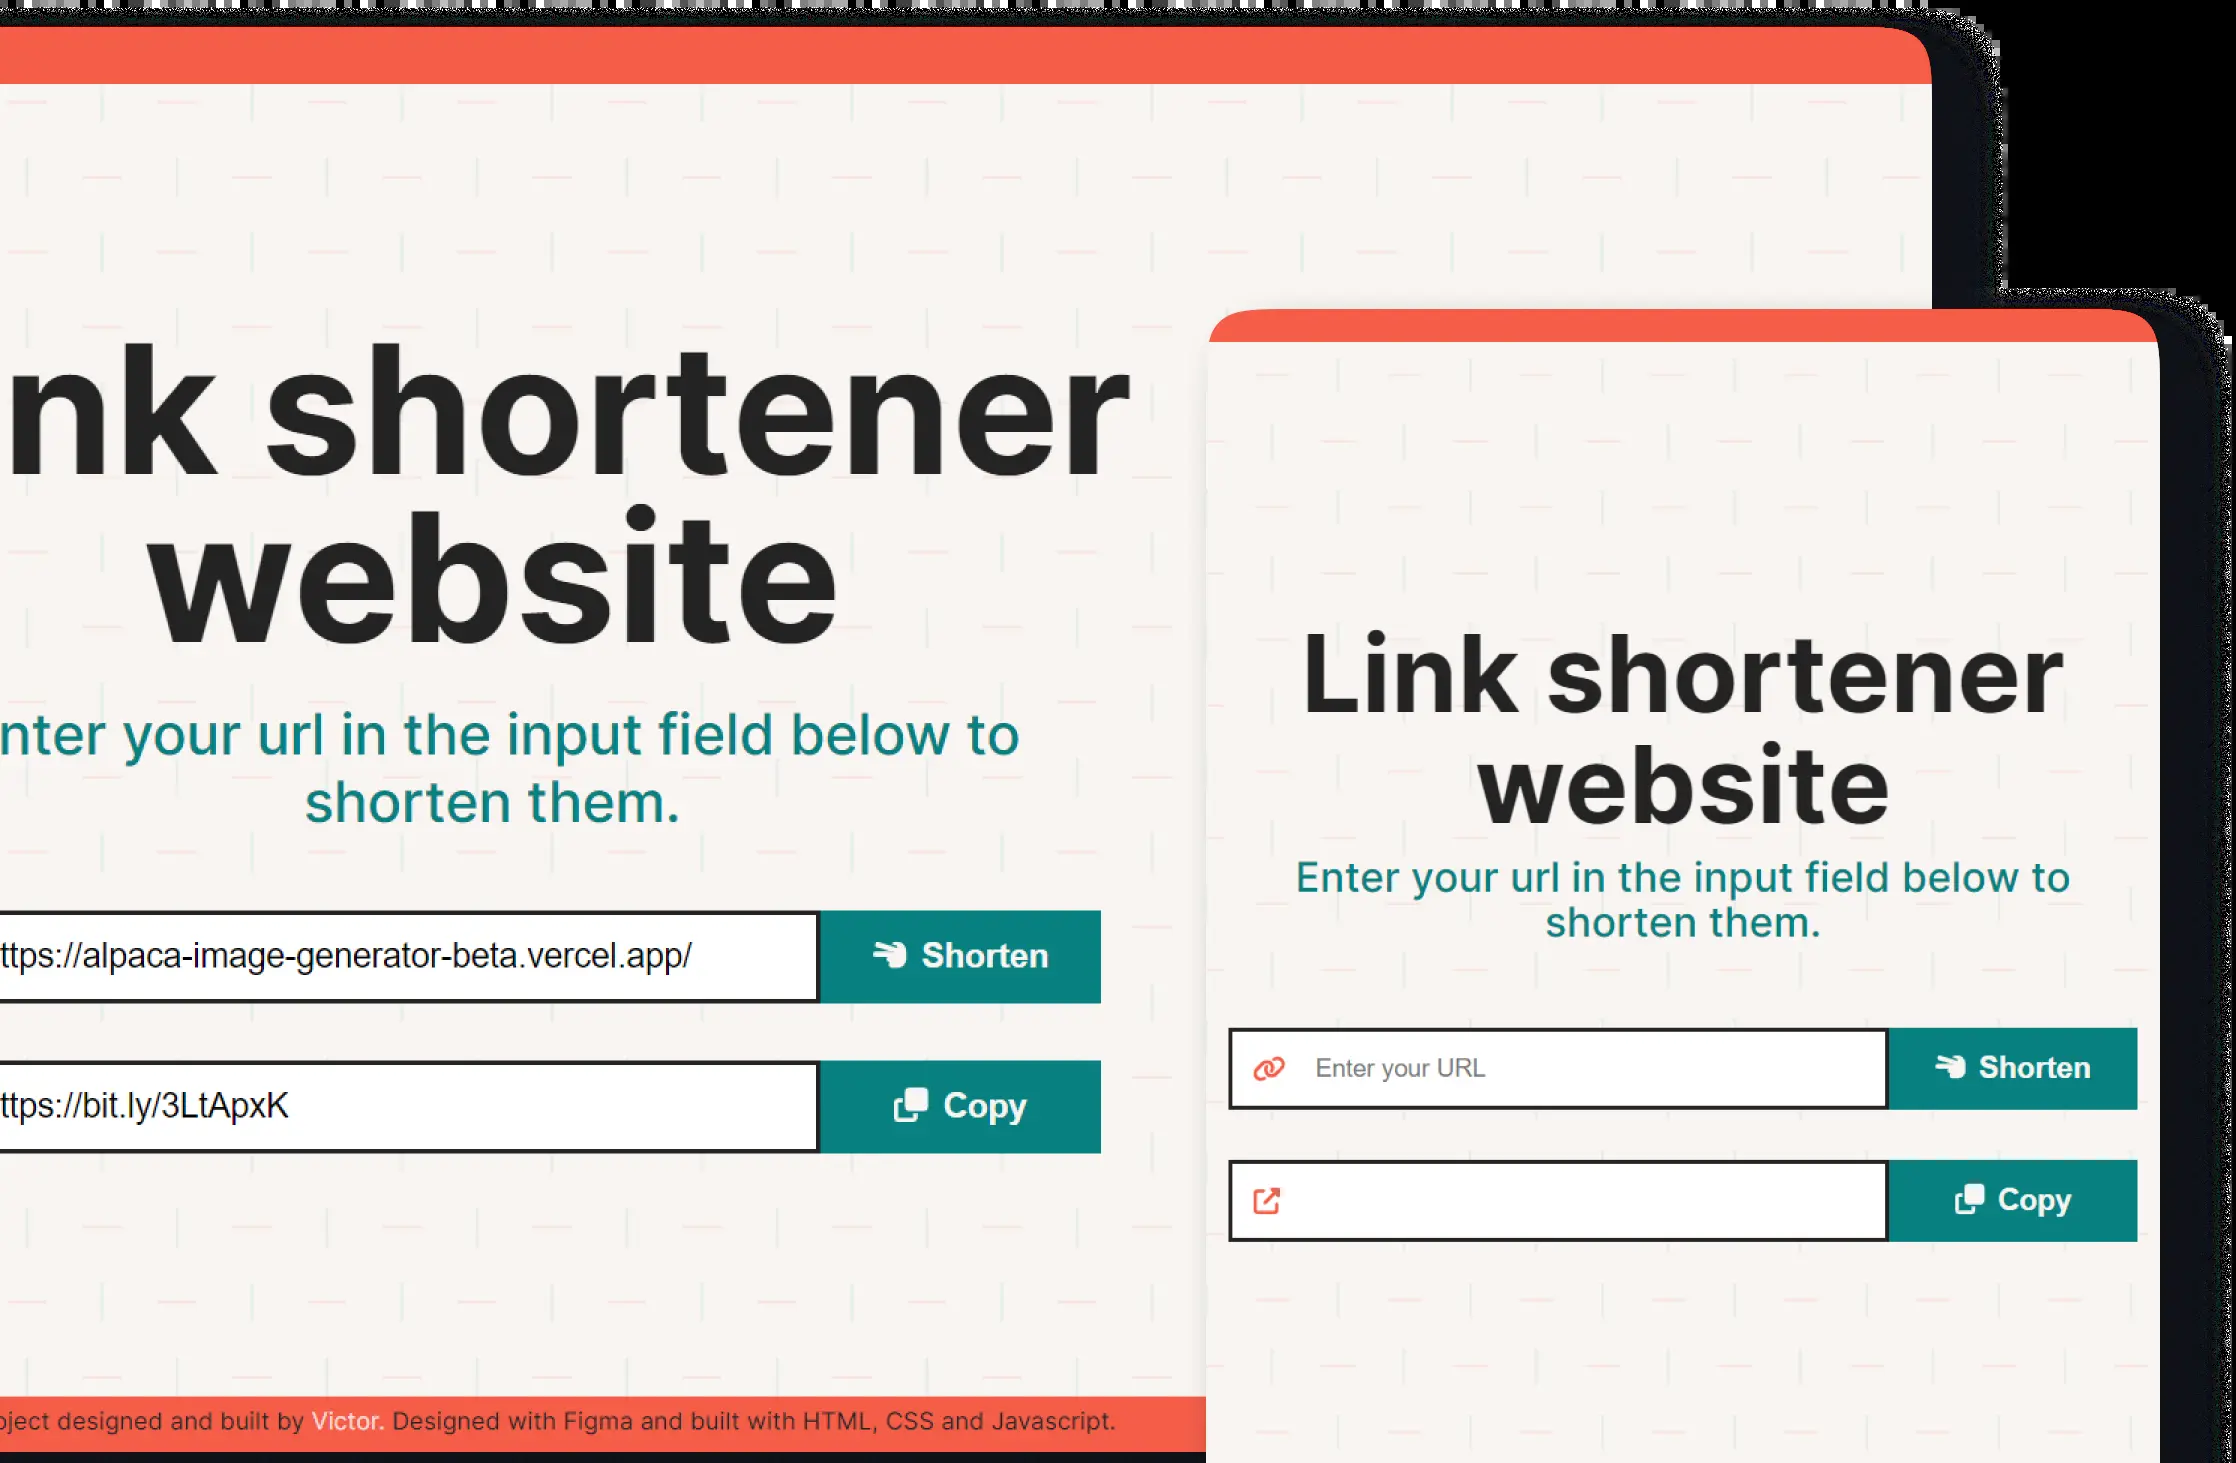 nk shortener
website
nter your url in the input field below to
shorten them.
ttps://alpaca-image-generator-beta.vercel.app/
Shorten
ttps://bit.ly/3LtApxK
Copy
oject designed and built by Victor. Designed with Figma and built with HTML, CSS and Javascript.
Link shortener
website
Enter your url in the input field below to
shorten them.
Enter your URL
Shorten
Copy